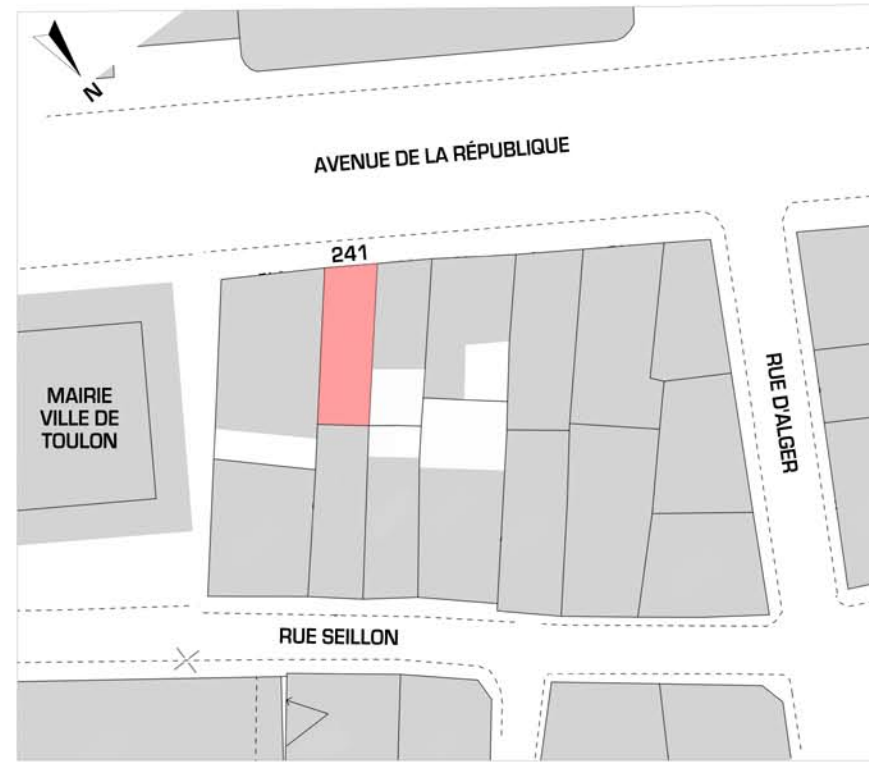 N
AVENUE DE LA RÉPUBLIQUE
241
MAIRIE
VILLE DE
TOULON
RUE D'ALGER
RUE SEILLON